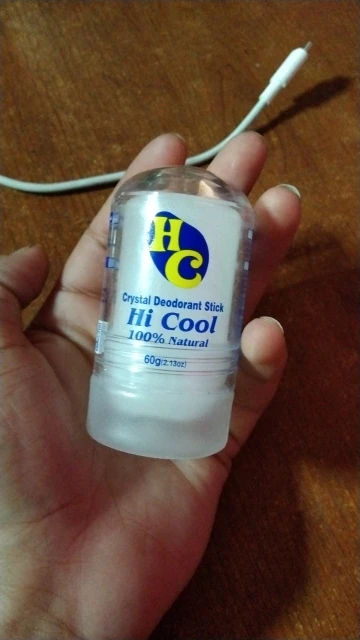 HC
Crystal Deodorant Stick
Hi Cool
100% Natural
60g(2.13oz)